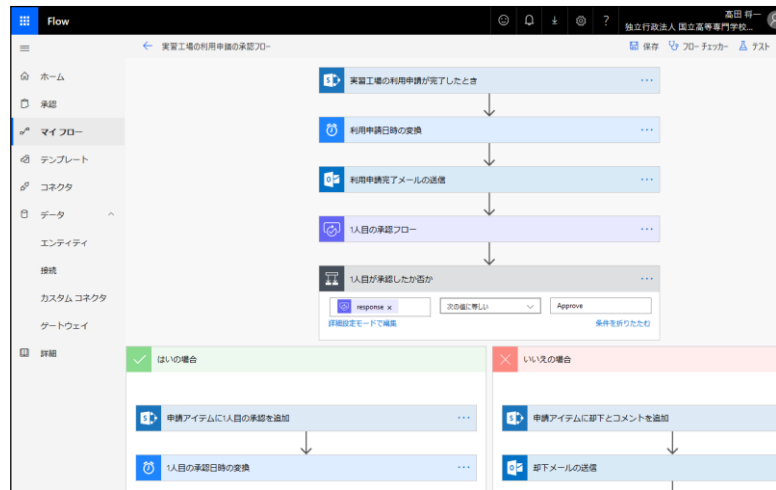 Flow
?
高田 将一
独立行政法人 国立高等専門学校...
実習工場の利用申請の承認フロー
保存
フロー チェッカー
テスト
ホーム
承認
マイ フロー
テンプレート
コネクタ
データ
エンティティ
接続
カスタム コネクタ
ゲートウェイ
詳細
実習工場の利用申請が完了したとき
利用申請日時の変換
利用申請完了メールの送信
1人目の承認フロー
1人目が承認したか否か
response x
次の値に等しい
Approve
詳細設定モードで編集
条件を折りたたむ
はいの場合
いいえの場合
申請アイテムに1人目の承認を追加
1人目の承認日時の変換
申請アイテムに却下とコメントを追加
却下メールの送信